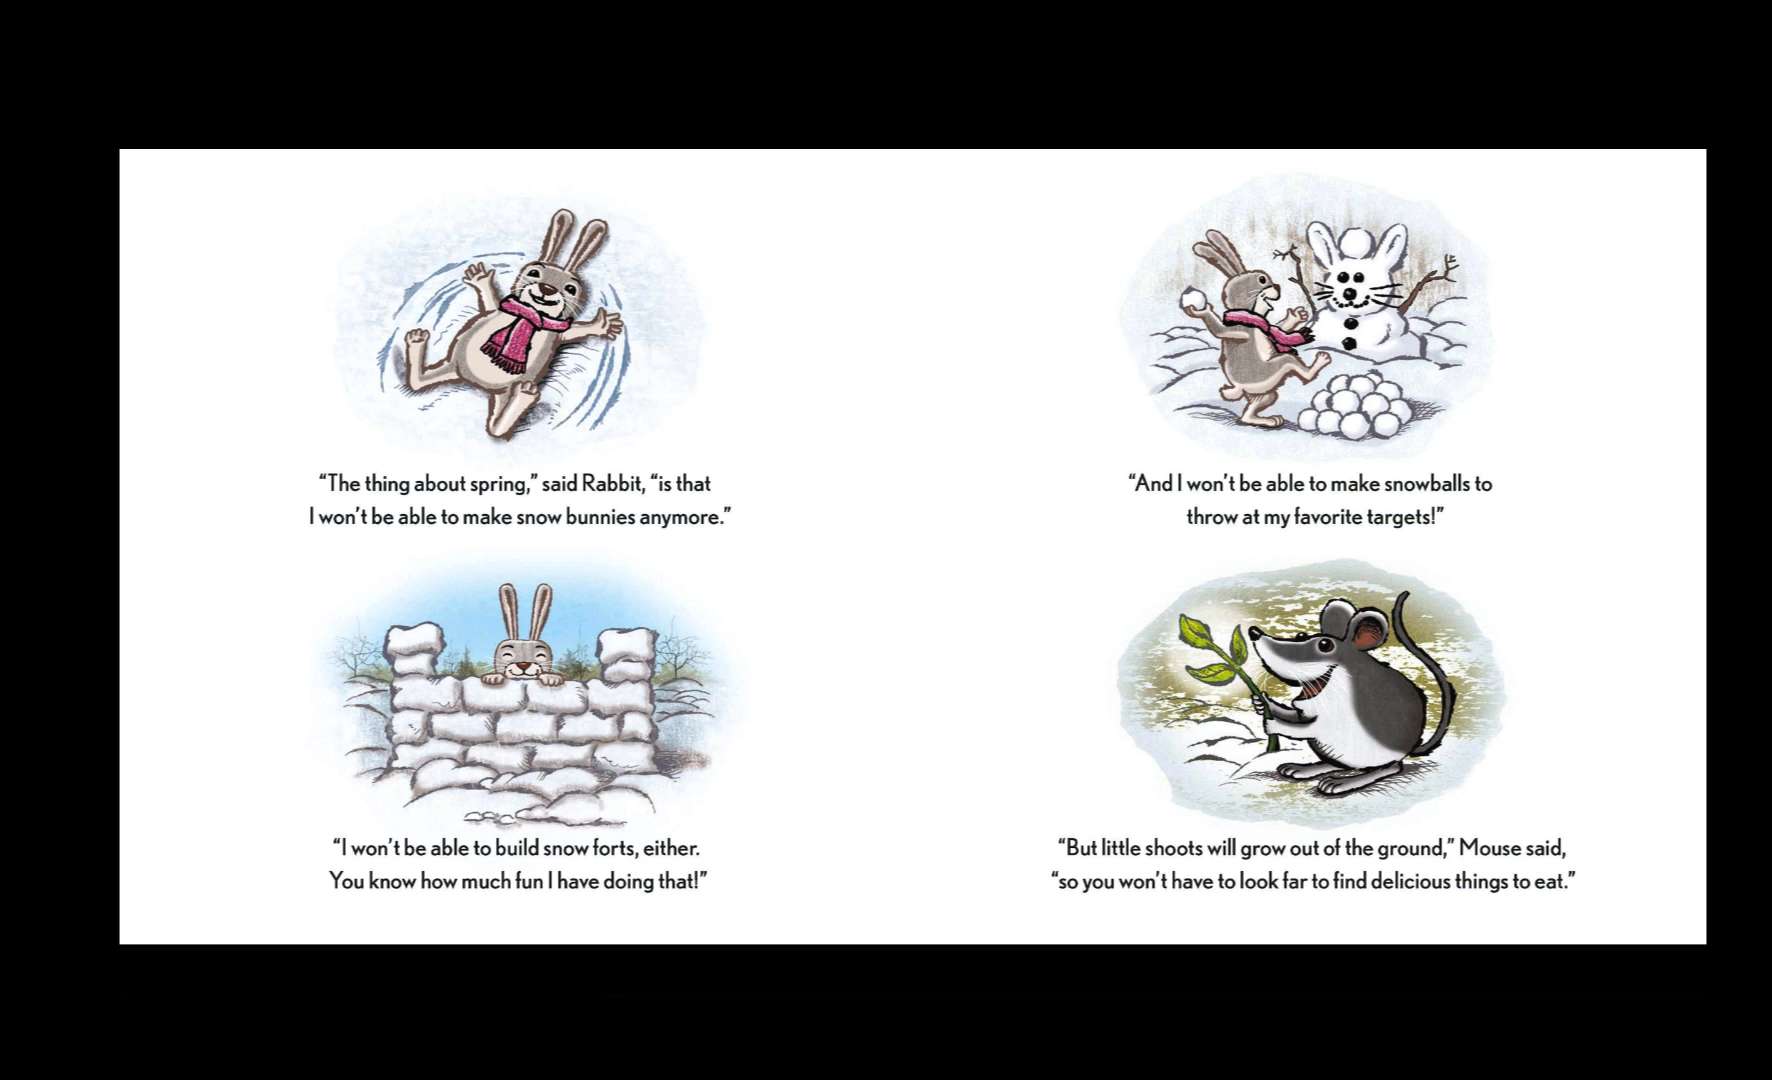 “The thing about spring,” said Rabbit, “is that
I won’t be able to make snow bunnies anymore.”
“I won’t be able to build snow forts, either.
You know how much fun I have doing that!”
“And I won’t be able to make snowballs to
throw at my favorite targets!”
“But little shoots will grow out of the ground,” Mouse said,
“so you won’t have to look far to find delicious things to eat.”